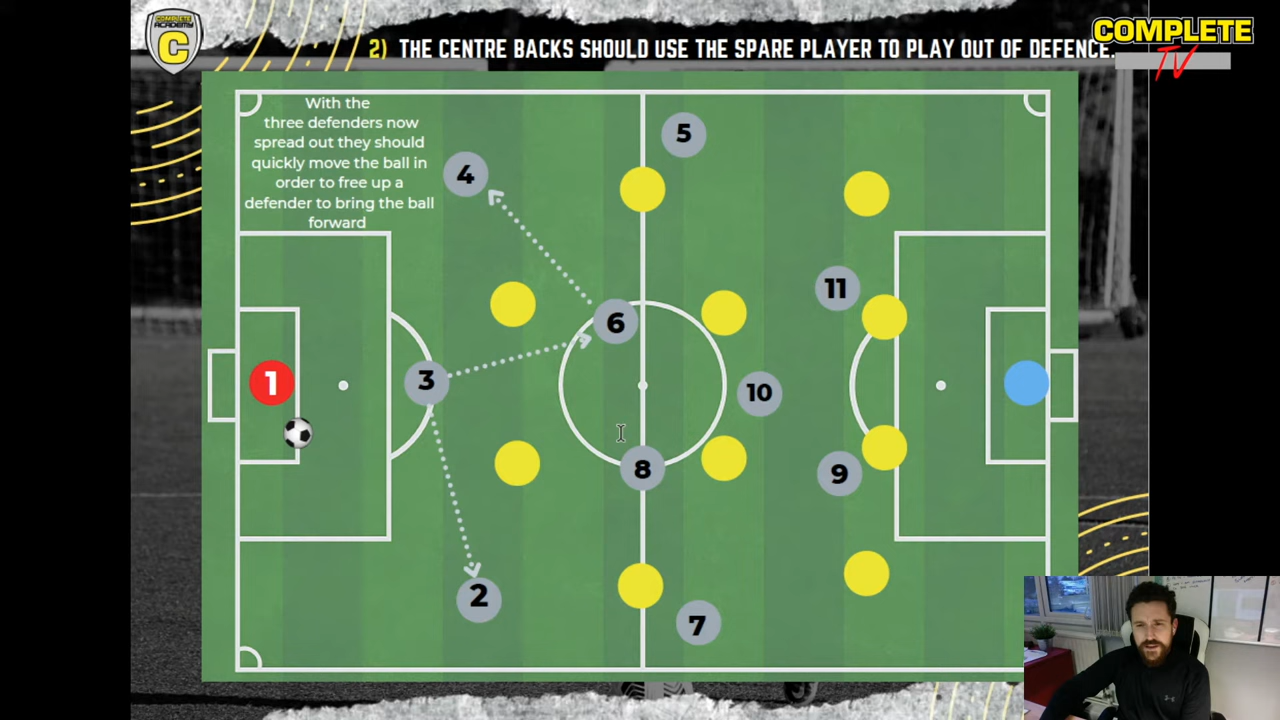 COMPLETE
ACADEMY
C
2) THE CENTRE BACKS SHOULD USE THE SPARE PLAYER TO PLAY OUT OF DEFENCE.
COMPLETE
TV
With the
three defenders now
spread out they should
quickly move the ball in
order to free up a
defender to bring the ball
forward
5
4
11
6
1
3
10
8
9
2
7